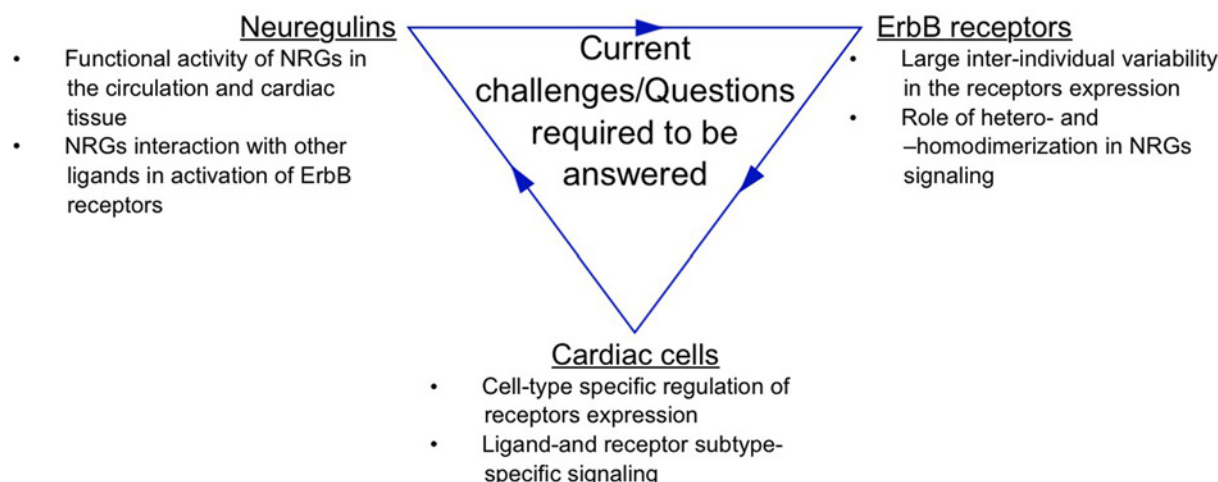 Neuregulins
• Functional activity of NRGs in
the circulation and cardiac
tissue
• NRGs interaction with other
ligands in activation of ErbB
receptors
Current
challenges/Questions
required to be
answered
ErbB receptors
• Large inter-individual variability
in the receptors expression
• Role of hetero- and
–homodimerization in NRGs
signaling
Cardiac cells
• Cell-type specific regulation of
receptors expression
• Ligand-and receptor subtype-
specific signaling